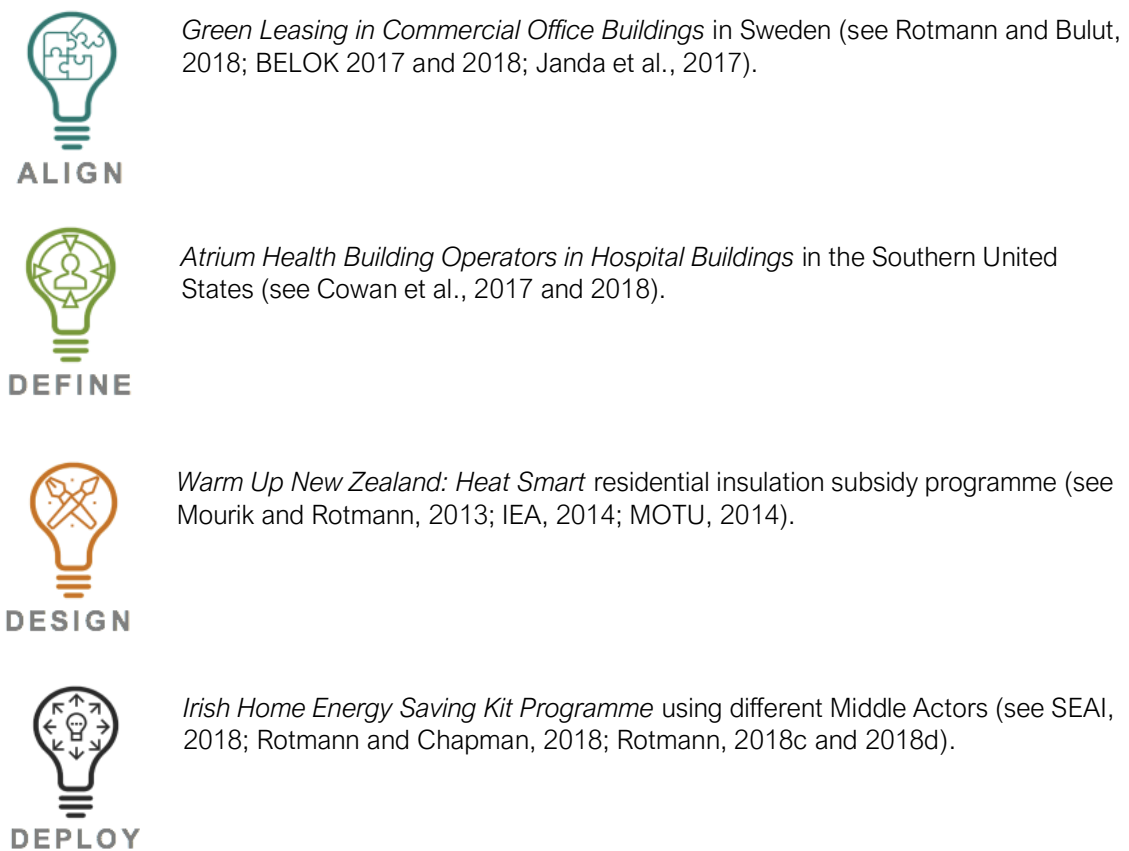 Green Leasing in Commercial Office Buildings in Sweden (see Rotmann and Bulut,
2018; BELOK 2017 and 2018; Janda et al., 2017).
ALIGN
Atrium Health Building Operators in Hospital Buildings in the Southern United
States (see Cowan et al., 2017 and 2018).
DEFINE
Warm Up New Zealand: Heat Smart residential insulation subsidy programme (see
Mourik and Rotmann, 2013; IEA, 2014; MOTU, 2014).
DESIGN
Irish Home Energy Saving Kit Programme using different Middle Actors (see SEAI,
2018; Rotmann and Chapman, 2018; Rotmann, 2018c and 2018d).
DEPLOY